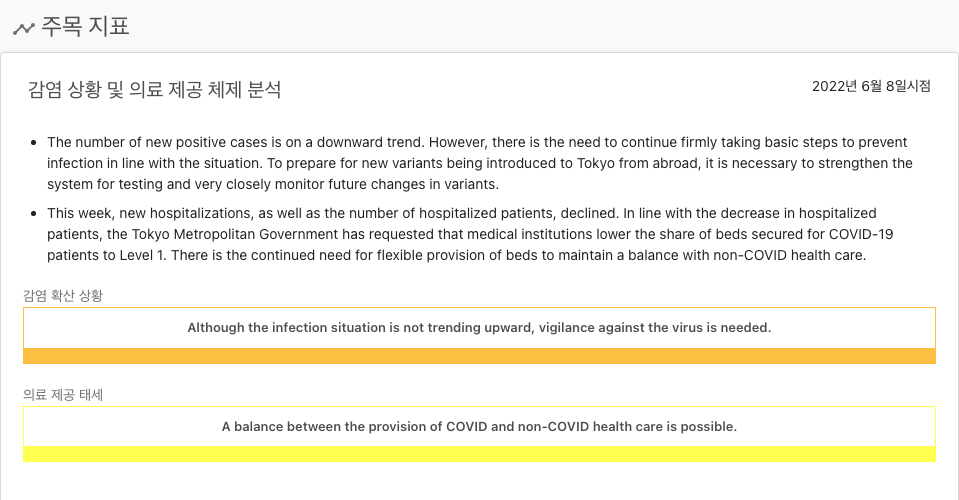 주목 지표
감염 상황 및 의료 제공 체제 분석
2022년 6월 8일시점
The number of new positive cases is on a downward trend. However, there is the need to continue firmly taking basic steps to prevent
infection in line with the situation. To prepare for new variants being introduced to Tokyo from abroad, it is necessary to strengthen the
system for testing and very closely monitor future changes in variants.
This week, new hospitalizations, as well as the number of hospitalized patients, declined. In line with the decrease in hospitalized
patients, the Tokyo Metropolitan Government has requested that medical institutions lower the share of beds secured for COVID-19
patients to Level 1. There is the continued need for flexible provision of beds to maintain a balance with non-COVID health care.
감염 확산 상황
Although the infection situation is not trending upward, vigilance against the virus is needed.
의료 제공 태세
A balance between the provision of COVID and non-COVID health care is possible.